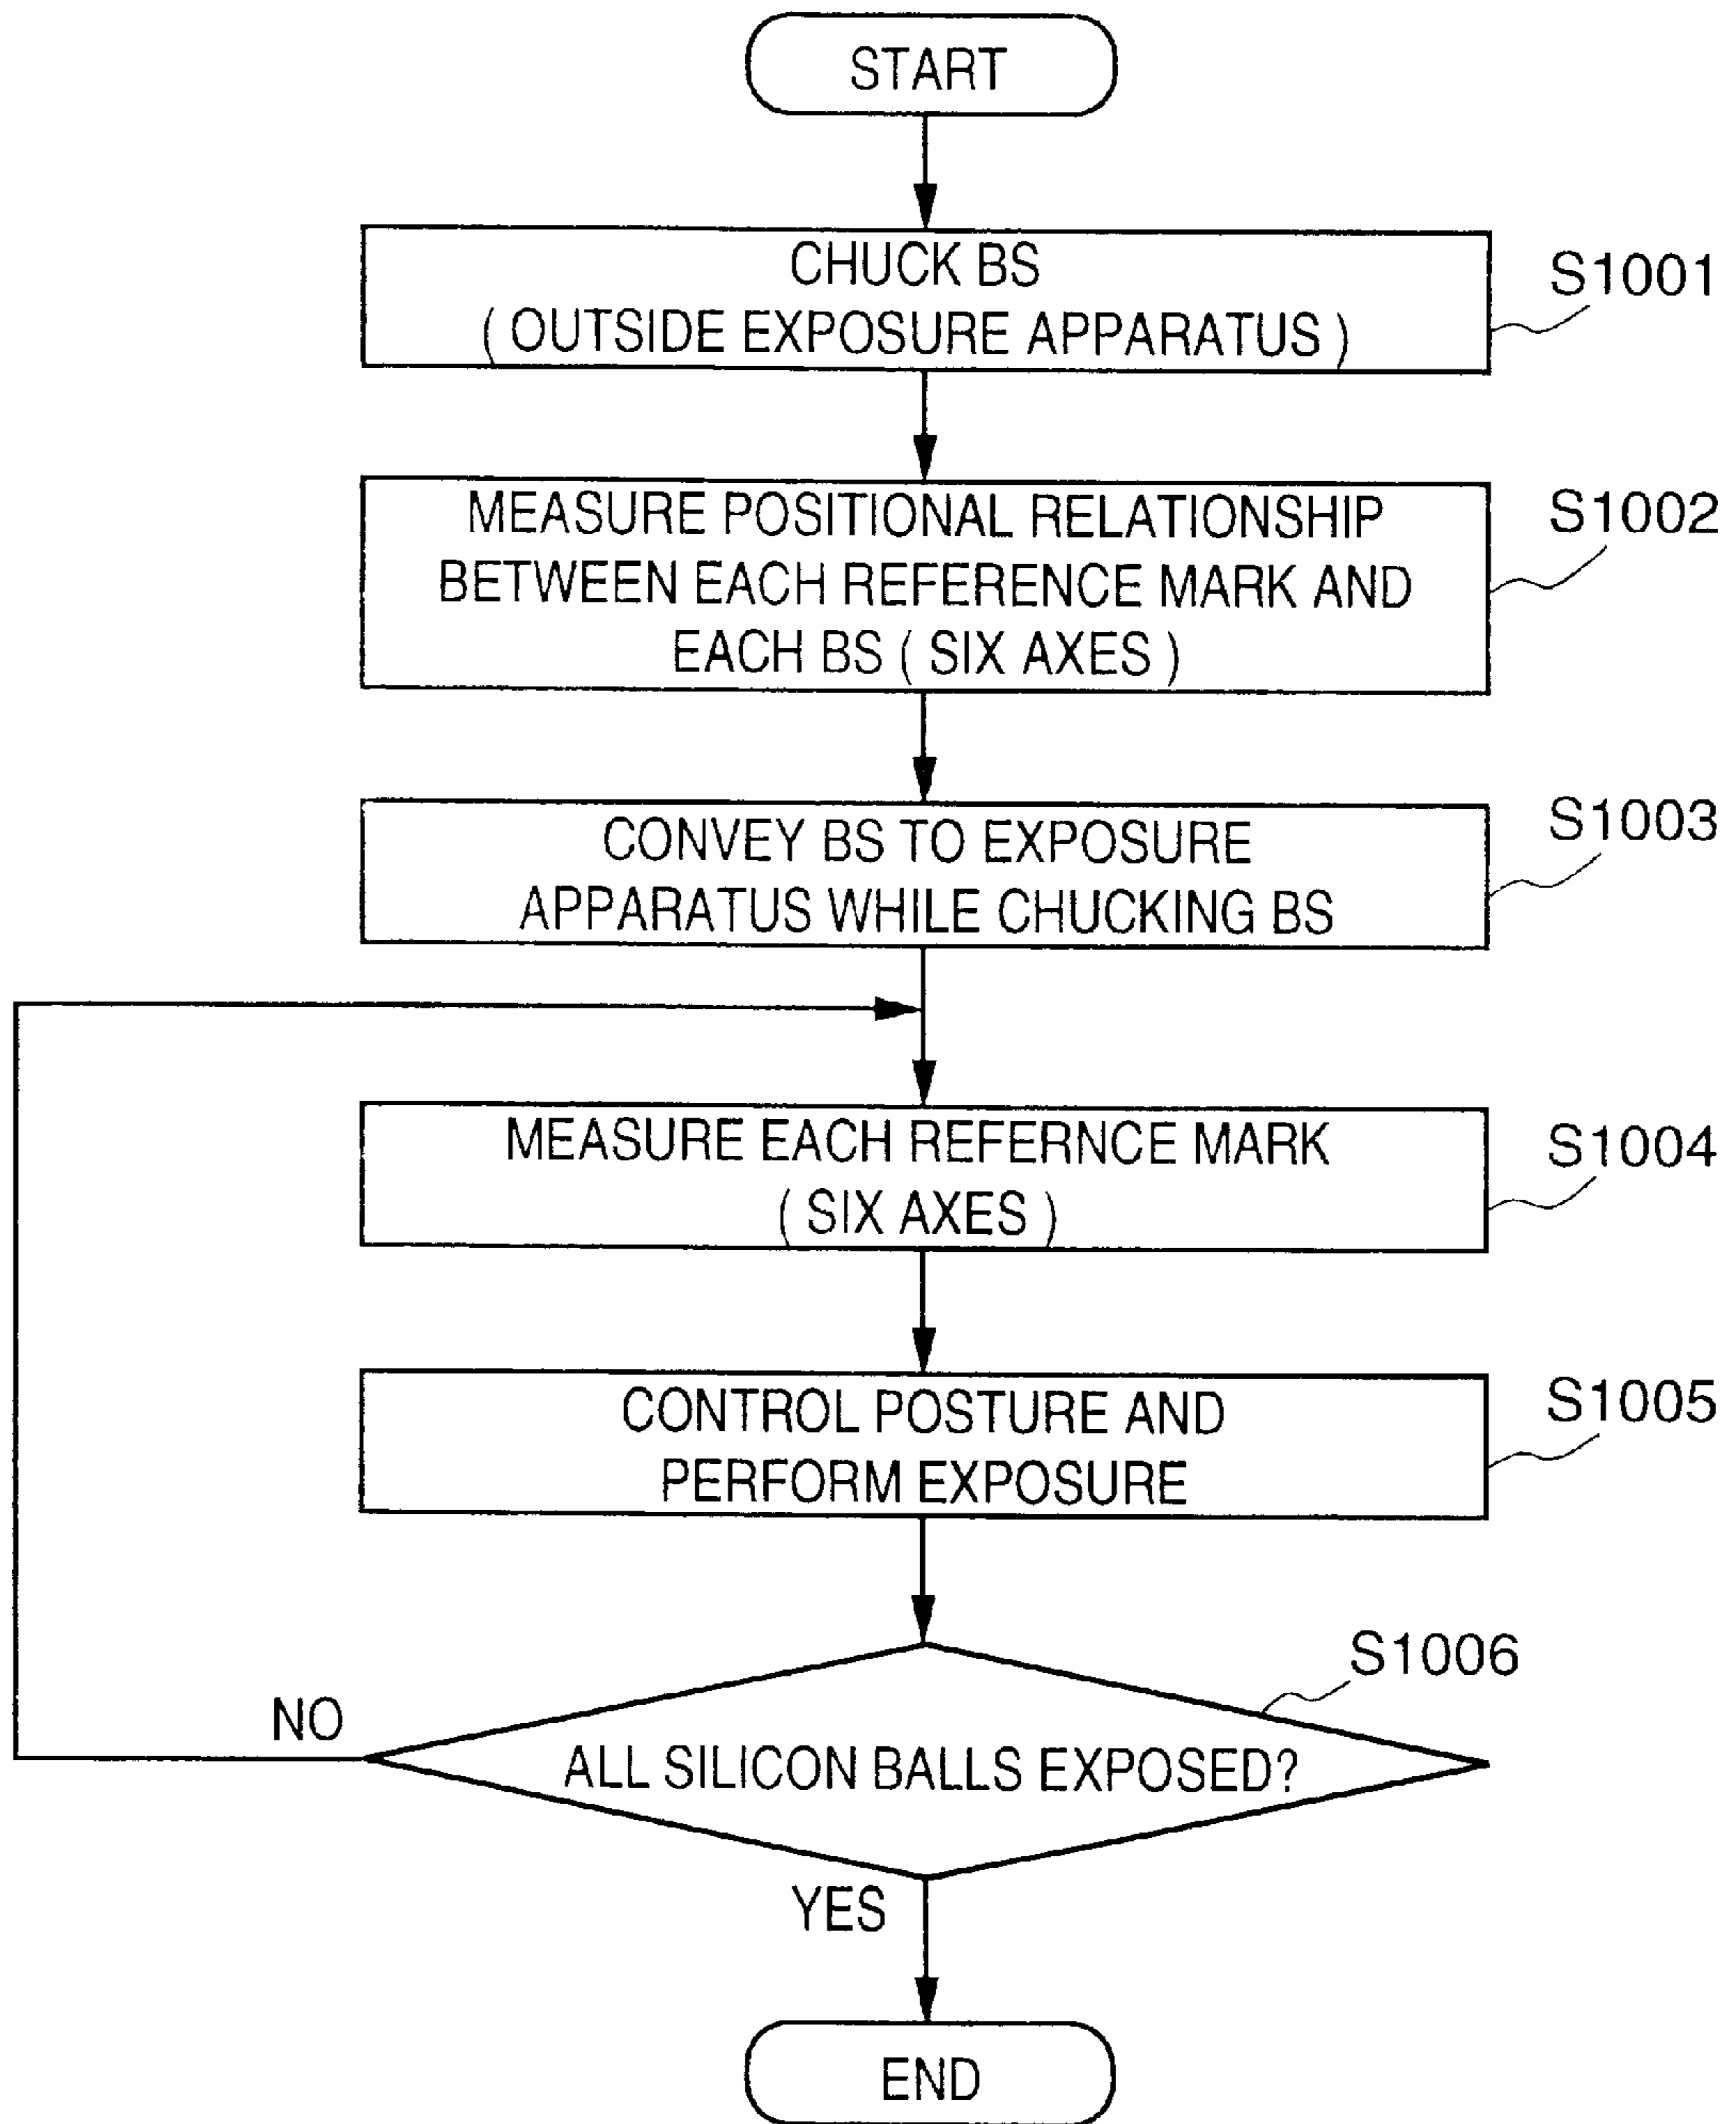 START
CHUCK BS
( OUTSIDE EXPOSURE APPARATUS )
S1001
MEASURE POSITIONAL RELATIONSHIP
BETWEEN EACH REFERENCE MARK AND
EACH BS ( SIX AXES )
S1002
CONVEY BS TO EXPOSURE
APPARATUS WHILE CHUCKING BS
S1003
MEASURE EACH REFERNCE MARK
( SIX AXES )
S1004
CONTROL POSTURE AND
PERFORM EXPOSURE
S1005
S1006
NO
ALL SILICON BALLS EXPOSED?
YES
END